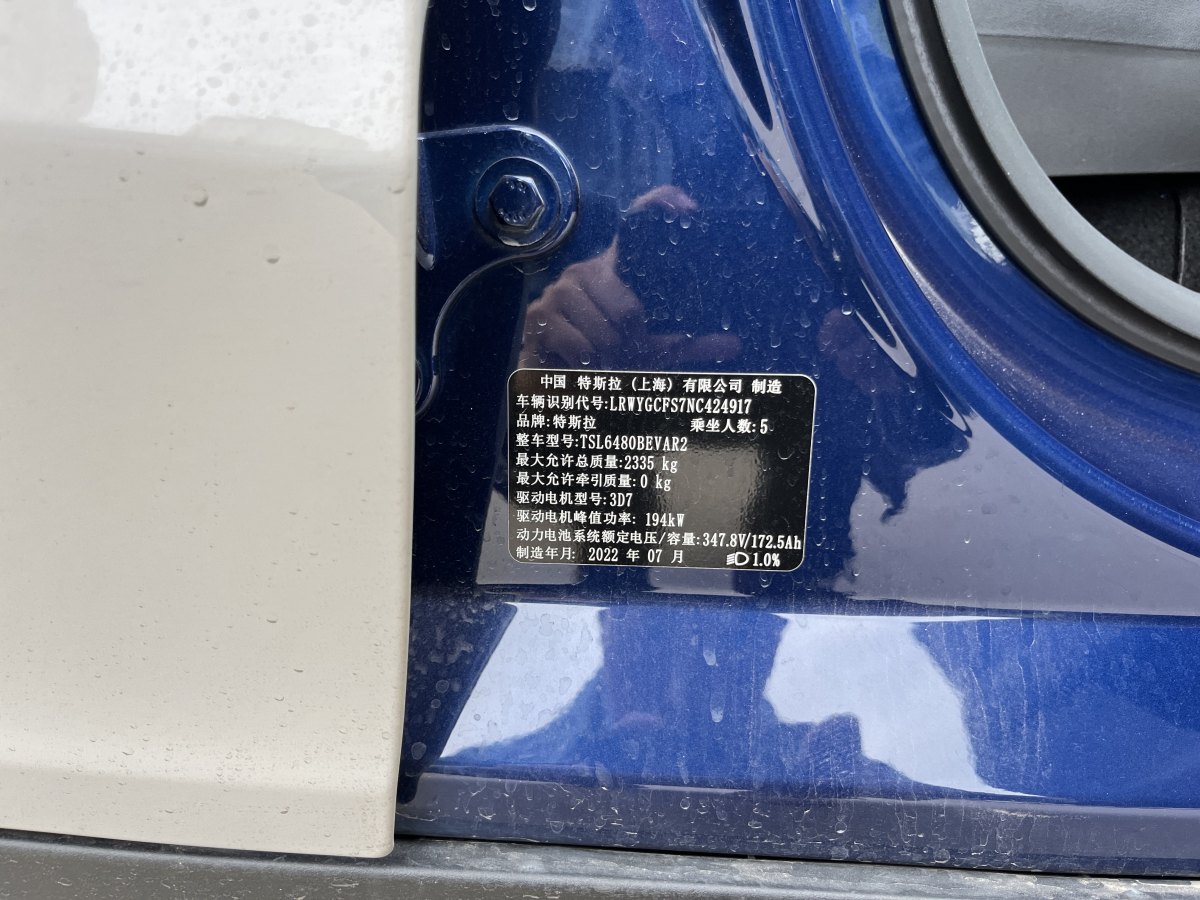 中国 特斯拉 (上海) 有限公司 制造
车辆识别代号:LRWYGCFS7NC424917
品牌:特斯拉 乘坐人数:5
整车型号:TSL6480BEVAR2
最大允许总质量:2335 kg
最大允许牵引质量:0 kg
驱动电机型号:3D7
驱动电机峰值功率: 194kW
动力电池系统额定电压/容量:347.8V/172.5Ah
制造年月: 2022 年 07 月 1.0%